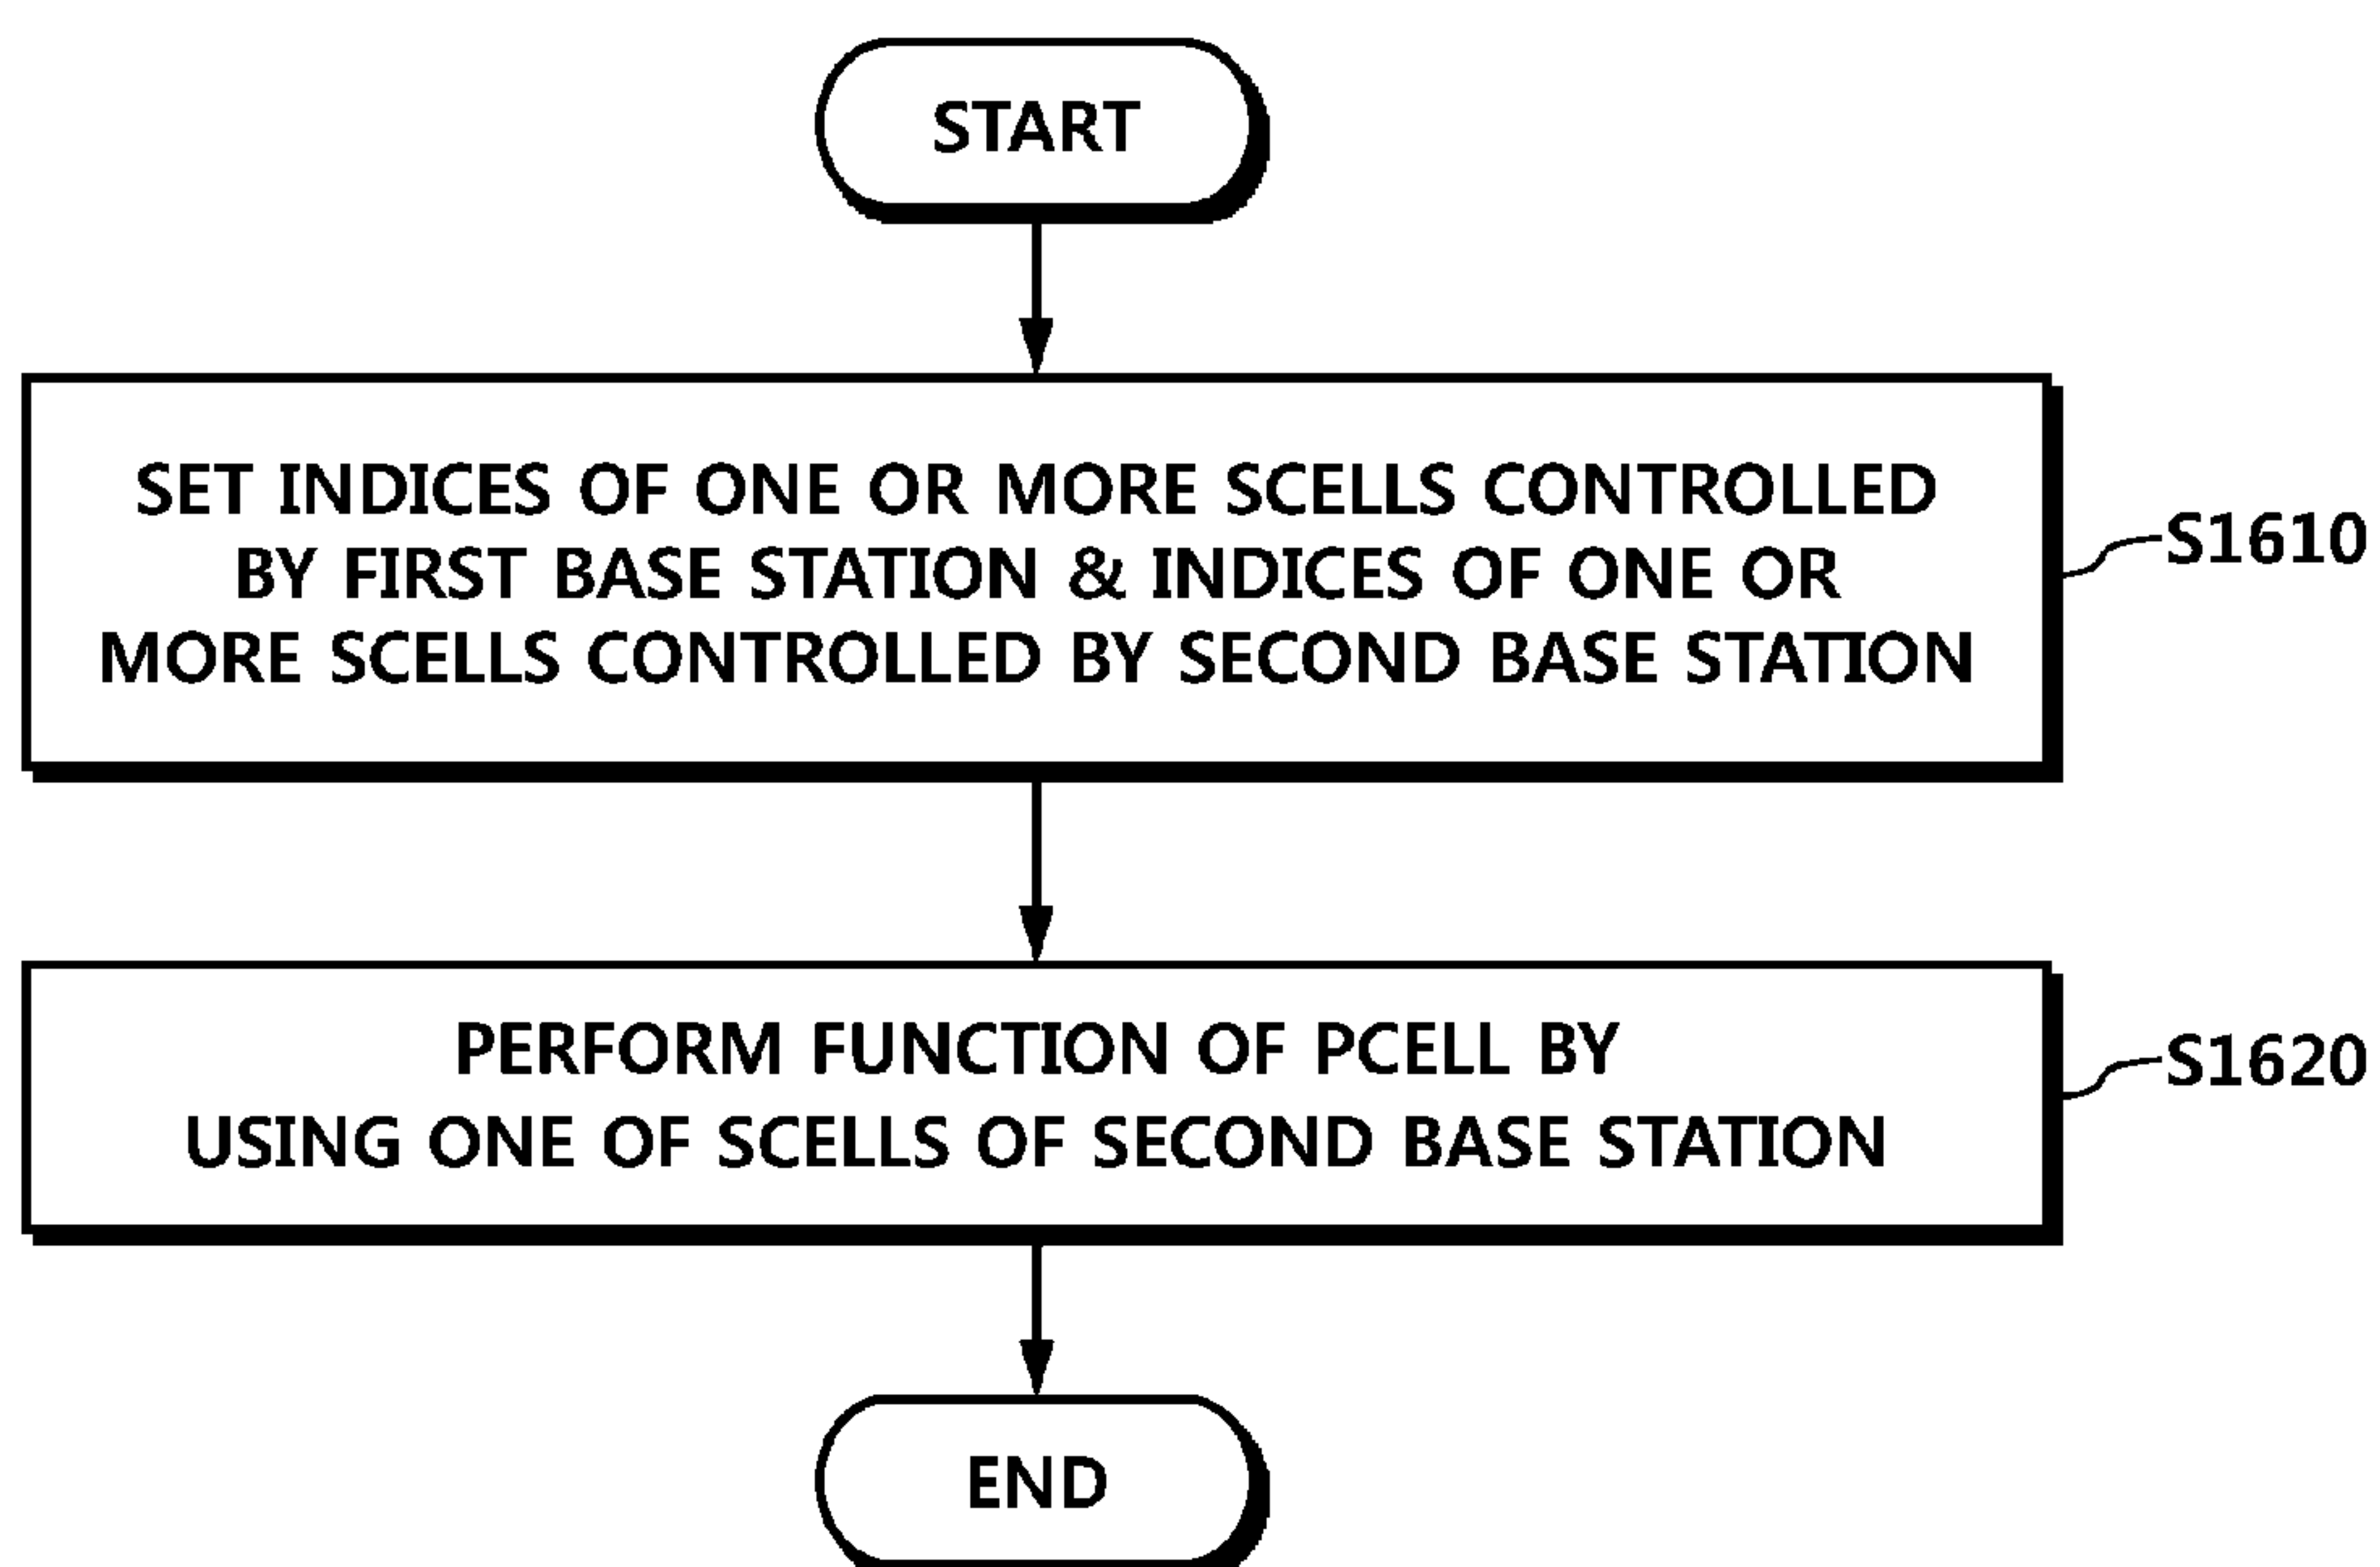 START
SET INDICES OF ONE OR MORE SCELLS CONTROLLED
BY FIRST BASE STATION & INDICES OF ONE OR
MORE SCELLS CONTROLLED BY SECOND BASE STATION
S1610
PERFORM FUNCTION OF PCELL BY
USING ONE OF SCELLS OF SECOND BASE STATION
S1620
END